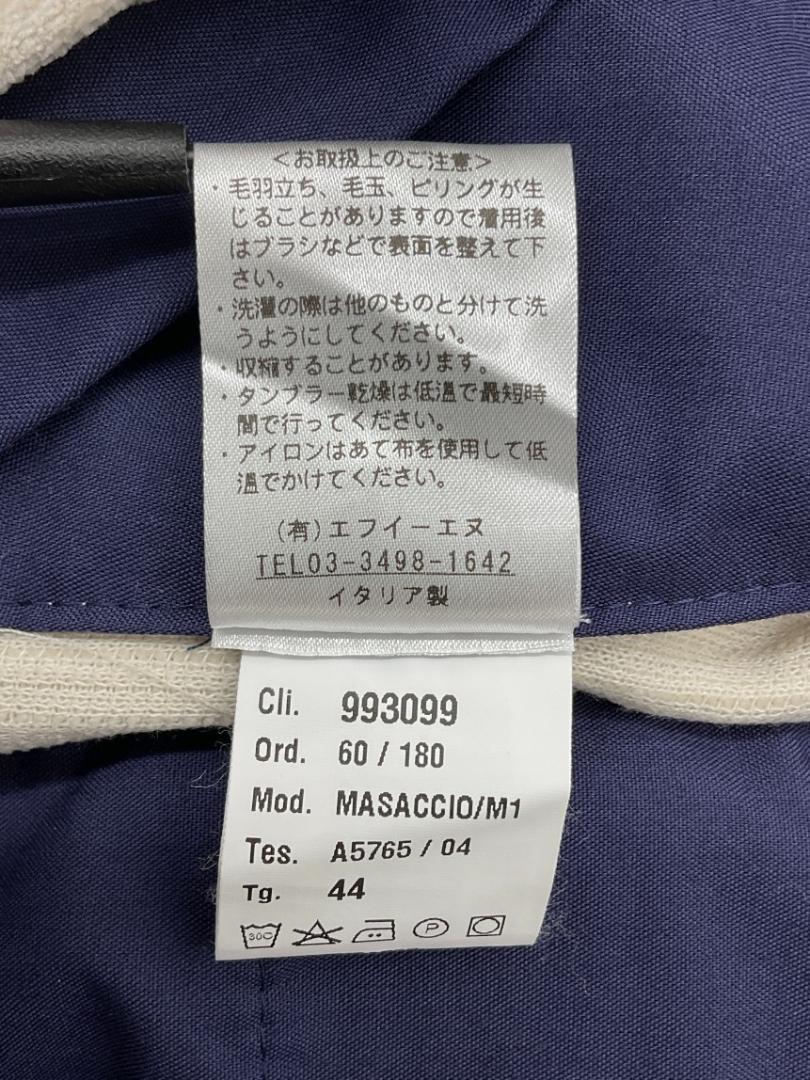 <お取扱上のご注意>
・毛羽立ち、毛玉、ピリングが生
じることがありますので着用後
はブラシなどで表面を整えて下
さい。
・洗濯の際は他のものと分けて洗
うようにしてください。
・収縮することがあります。
・タンブラー乾燥は低温で最短時
間で行ってください。
・アイロンはあて布を使用して低
温でかけてください。
(有)エフイーエヌ
TEL03-3498-1642
イタリア製
Cli. 993099
Ord. 60 / 180
Mod. MASACCIO/M1
Tes. A5765 / 04
Tg. 44
30C P